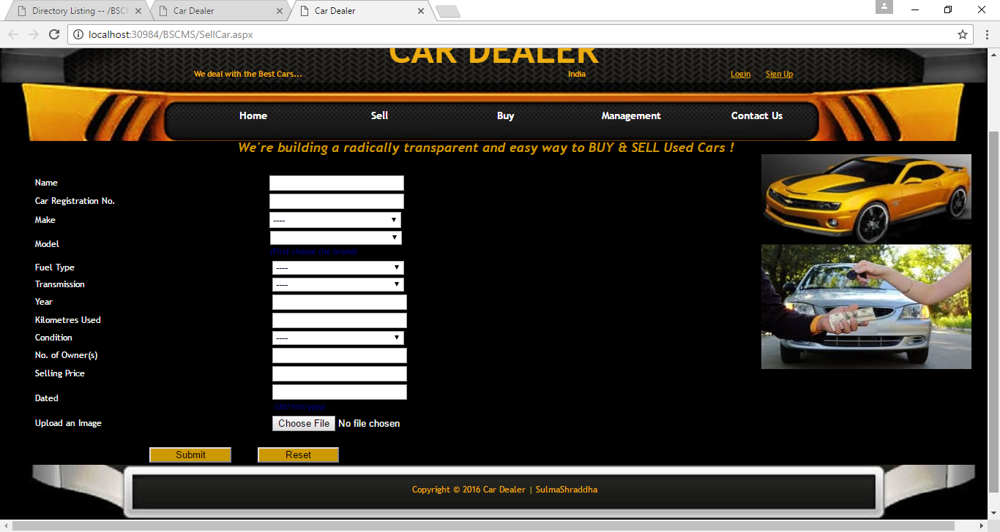 Directory Listing -- /BSC
Car Dealer
Car Dealer
localhost:30984/BSCMS/SellCar.aspx
CAR DEALER
We deal with the Best Cars... India Login Sign Up
Home Sell Buy Management Contact Us
We're building a radically transparent and easy way to BUY & SELL Used Cars !
Name
Car Registration No.
Make ----
Model
(First choose the brand)
Fuel Type ----
Transmission ----
Year
Kilometres Used
Condition ----
No. of Owner(s)
Selling Price
Dated
(dd/mm/yyyy)
Upload an Image Choose File No file chosen
Submit Reset
Copyright © 2016 Car Dealer | SulmaShraddha